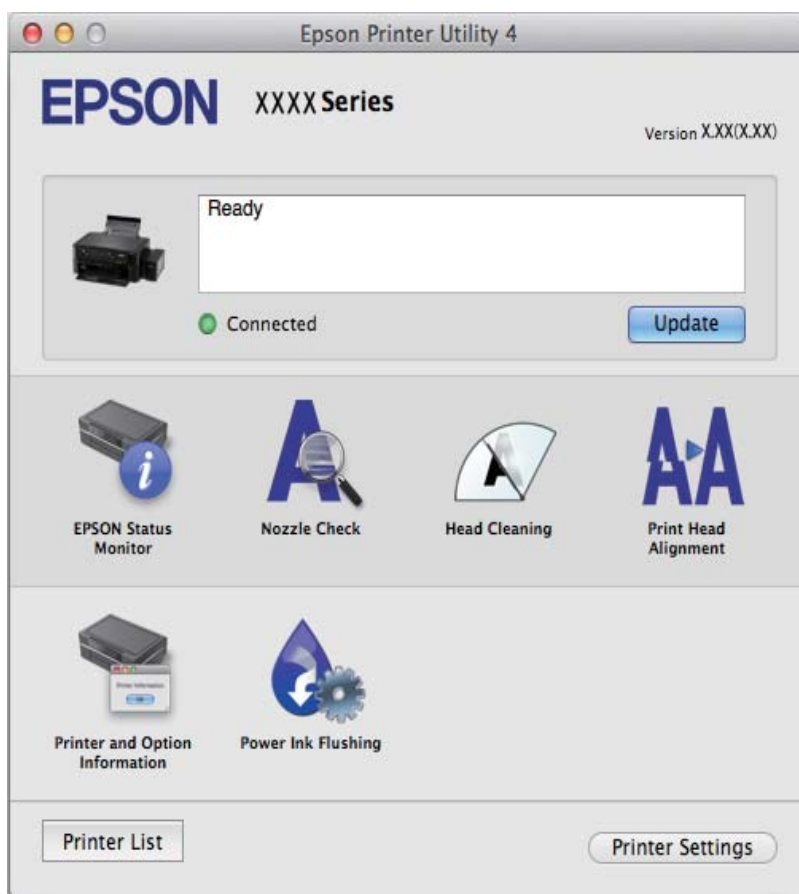 Epson Printer Utility 4
EPSON
XXXX Series
Version X.XX(X.XX)
Ready
Connected
Update
EPSON Status
Monitor
Nozzle Check
Head Cleaning
Print Head
Alignment
Printer and Option
Information
Power Ink Flushing
Printer List
Printer Settings